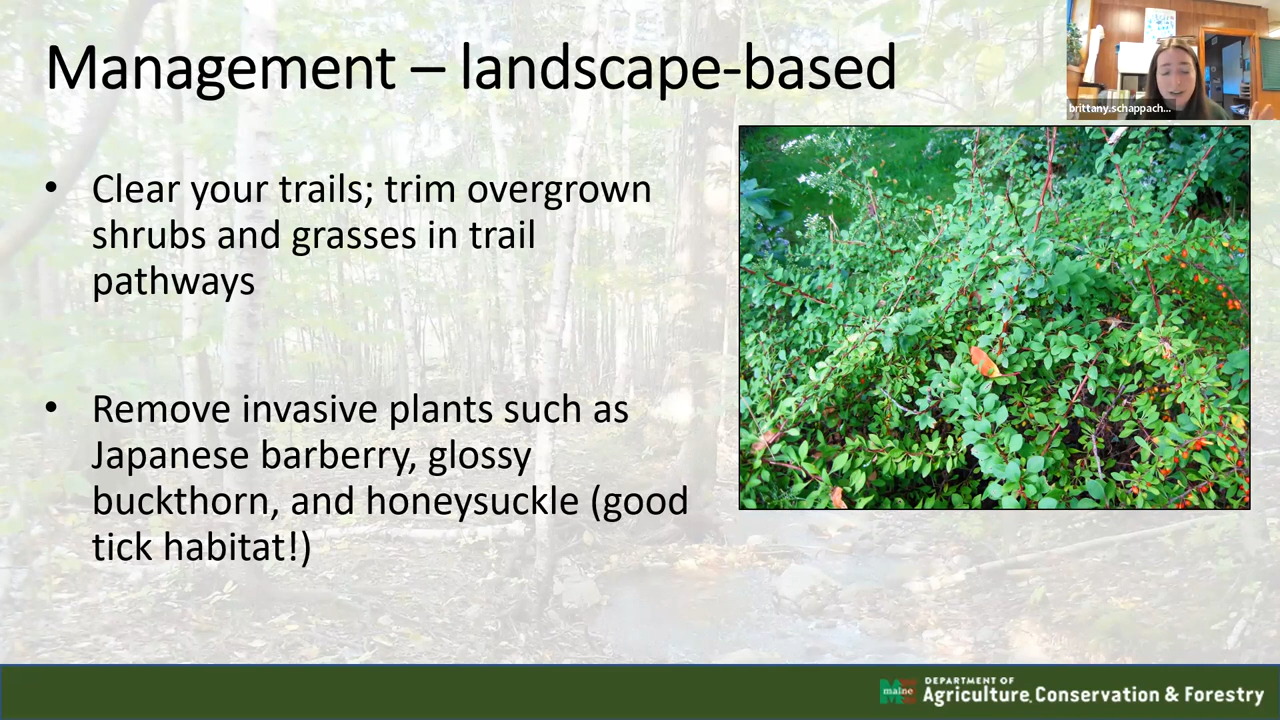 Management – landscape-based
brittany.schappach...
• Clear your trails; trim overgrown
shrubs and grasses in trail
pathways
• Remove invasive plants such as
Japanese barberry, glossy
buckthorn, and honeysuckle (good
tick habitat!)
maine
DEPARTMENT OF
Agriculture, Conservation & Forestry